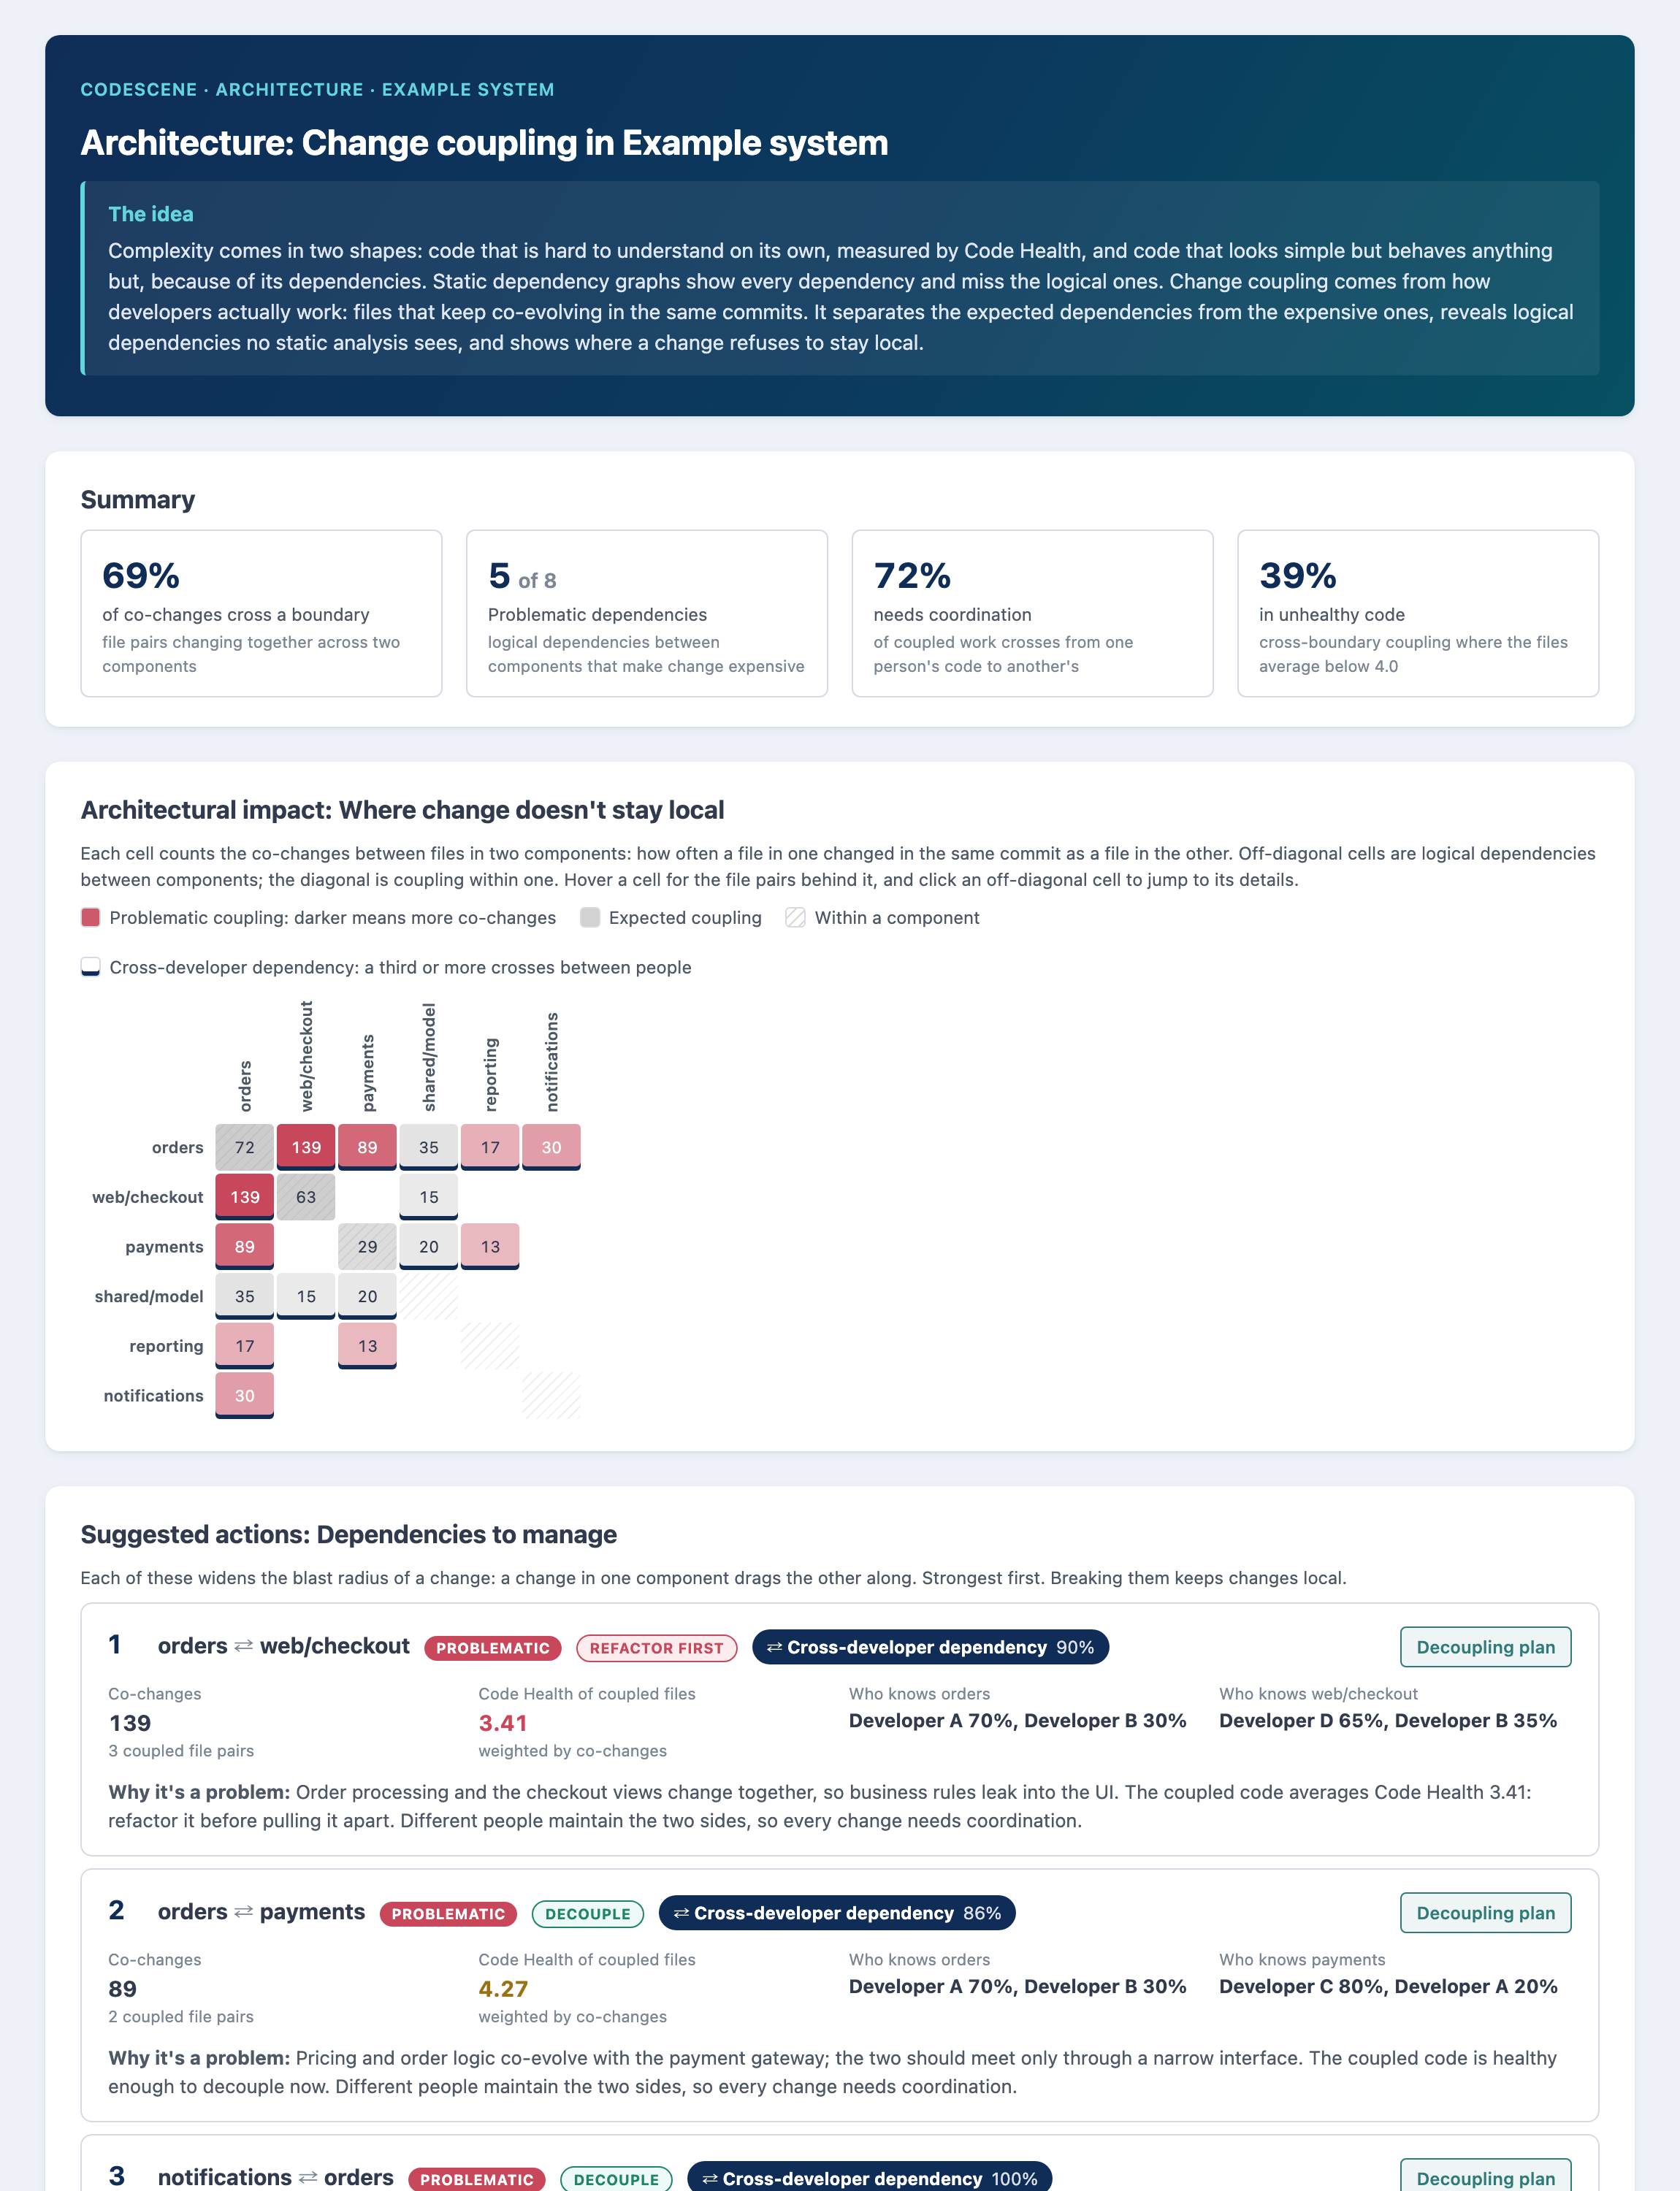 CODESCENE · ARCHITECTURE · EXAMPLE SYSTEM
Architecture: Change coupling in Example system
The idea
Complexity comes in two shapes: code that is hard to understand on its own, measured by Code Health, and code that looks simple but behaves anything
but, because of its dependencies. Static dependency graphs show every dependency and miss the logical ones. Change coupling comes from how
developers actually work: files that keep co-evolving in the same commits. It separates the expected dependencies from the expensive ones, reveals logical
dependencies no static analysis sees, and shows where a change refuses to stay local.
Summary
69%
of co-changes cross a boundary
file pairs changing together across two
components
5 of 8
Problematic dependencies
logical dependencies between
components that make change expensive
72%
needs coordination
of coupled work crosses from one
person's code to another's
39%
in unhealthy code
cross-boundary coupling where the files
average below 4.0
Architectural impact: Where change doesn't stay local
Each cell counts the co-changes between files in two components: how often a file in one changed in the same commit as a file in the other. Off-diagonal cells are logical dependencies
between components; the diagonal is coupling within one. Hover a cell for the file pairs behind it, and click an off-diagonal cell to jump to its details.
Problematic coupling: darker means more co-changes Expected coupling Within a component
Cross-developer dependency: a third or more crosses between people
orders web/checkout payments shared/model reporting notifications
orders 72 139 89 35 17 30
web/checkout 139 63 15
payments 89 29 20 13
shared/model 35 15 20
reporting 17 13
notifications 30
Suggested actions: Dependencies to manage
Each of these widens the blast radius of a change: a change in one component drags the other along. Strongest first. Breaking them keeps changes local.
1 orders ⇄ web/checkout PROBLEMATIC REFACTOR FIRST ⇄ Cross-developer dependency 90% Decoupling plan
Co-changes
139
3 coupled file pairs
Code Health of coupled files
3.41
weighted by co-changes
Who knows orders
Developer A 70%, Developer B 30%
Who knows web/checkout
Developer D 65%, Developer B 35%
Why it's a problem: Order processing and the checkout views change together, so business rules leak into the UI. The coupled code averages Code Health 3.41:
refactor it before pulling it apart. Different people maintain the two sides, so every change needs coordination.
2 orders ⇄ payments PROBLEMATIC DECOUPLE ⇄ Cross-developer dependency 86% Decoupling plan
Co-changes
89
2 coupled file pairs
Code Health of coupled files
4.27
weighted by co-changes
Who knows orders
Developer A 70%, Developer B 30%
Who knows payments
Developer C 80%, Developer A 20%
Why it's a problem: Pricing and order logic co-evolve with the payment gateway; the two should meet only through a narrow interface. The coupled code is healthy
enough to decouple now. Different people maintain the two sides, so every change needs coordination.
3 notifications ⇄ orders PROBLEMATIC DECOUPLE ⇄ Cross-developer dependency 100% Decoupling plan